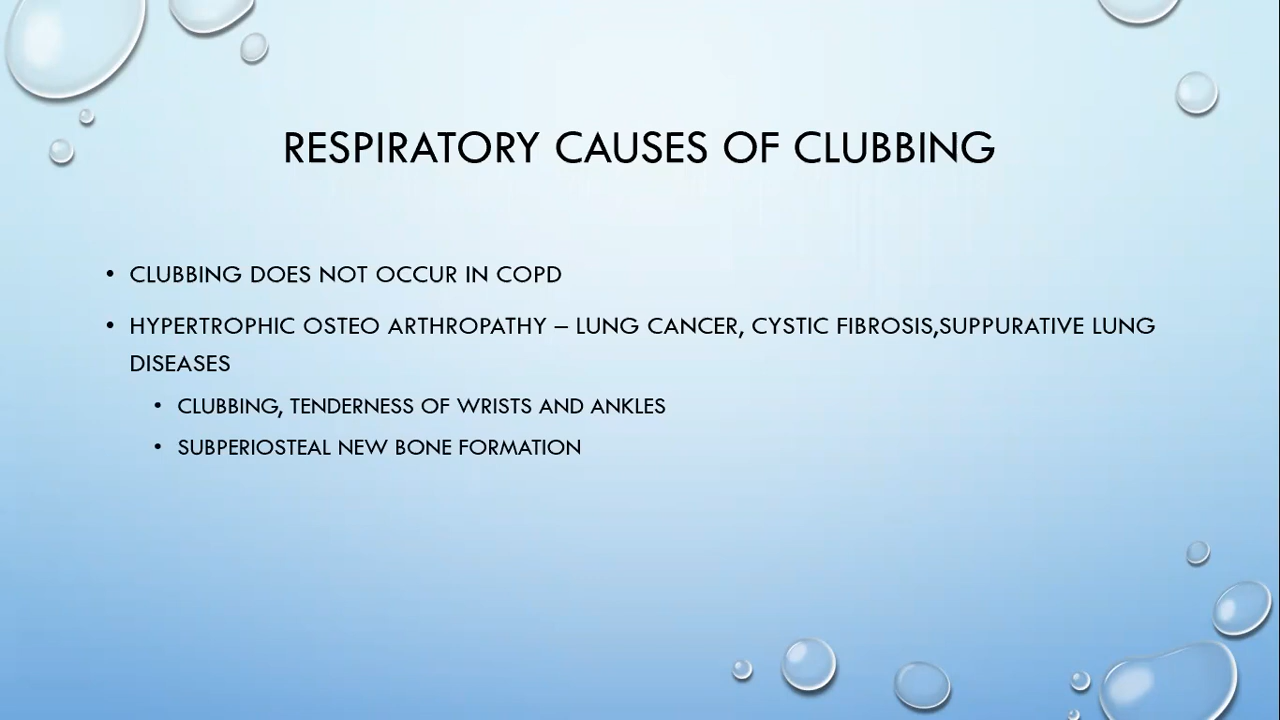 RESPIRATORY CAUSES OF CLUBBING
• CLUBBING DOES NOT OCCUR IN COPD
• HYPERTROPHIC OSTEO ARTHROPATHY – LUNG CANCER, CYSTIC FIBROSIS,SUPPURATIVE LUNG
DISEASES
• CLUBBING, TENDERNESS OF WRISTS AND ANKLES
• SUBPERIOSTEAL NEW BONE FORMATION